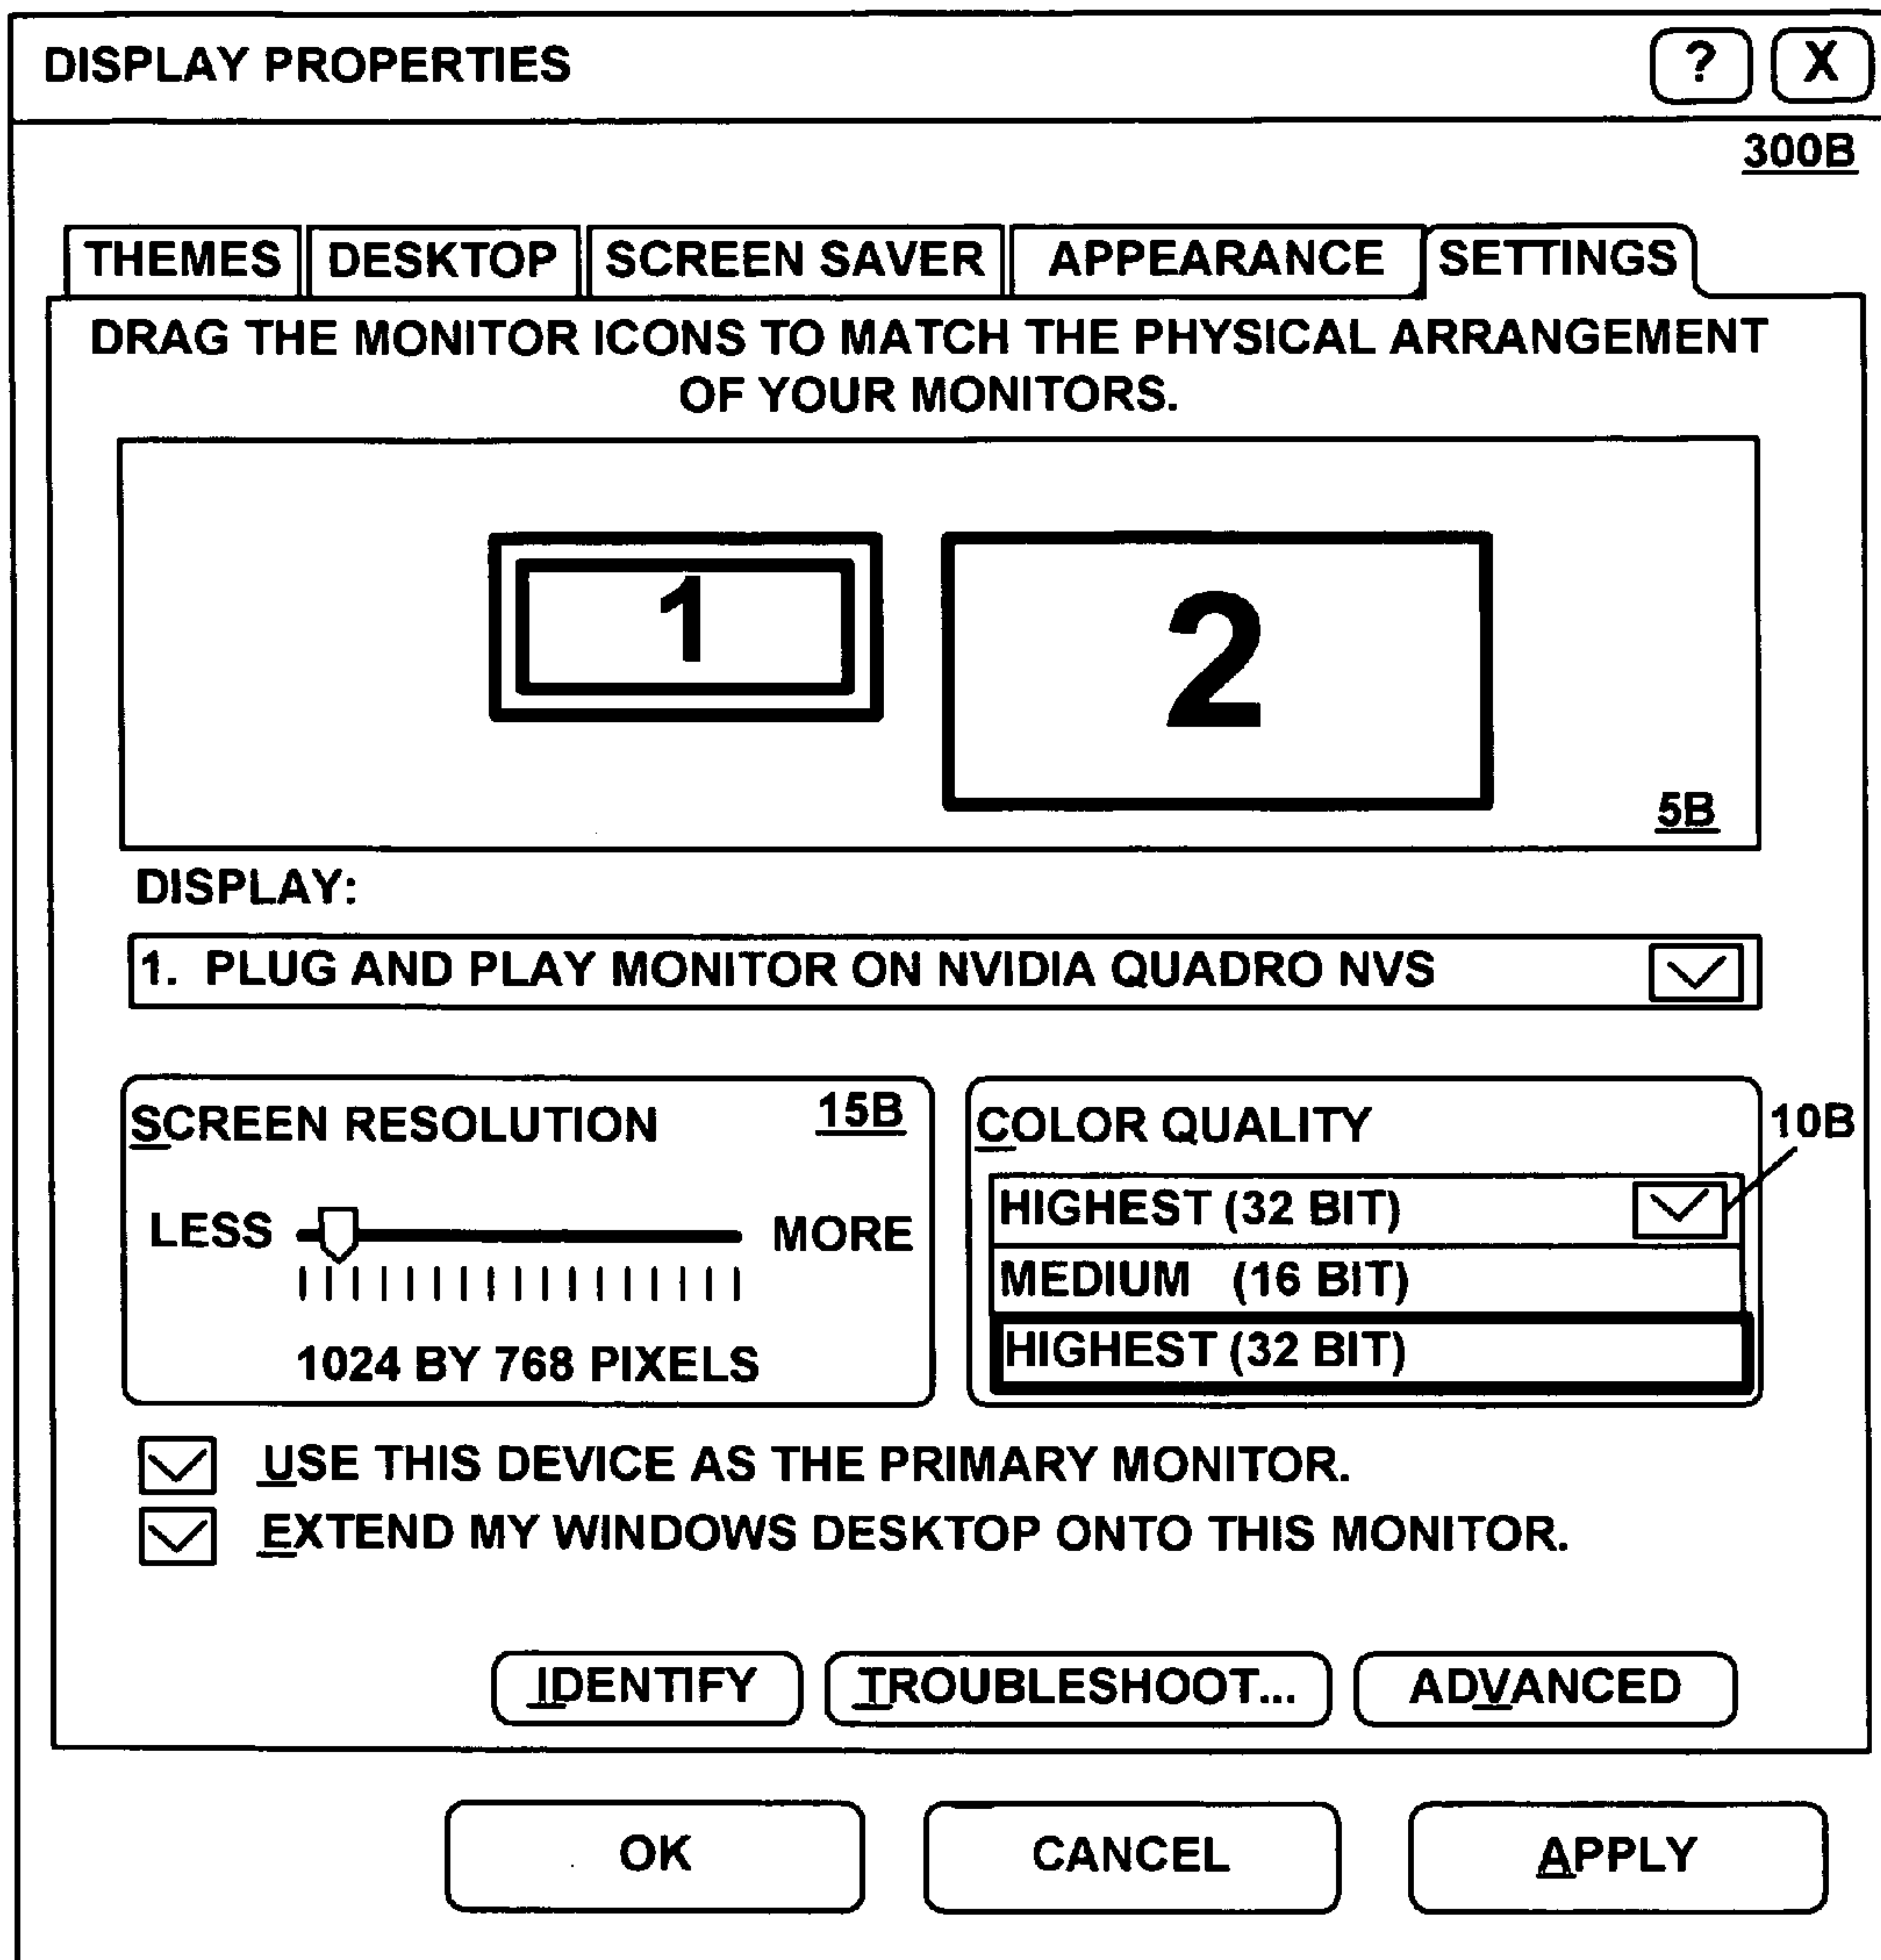 DISPLAY PROPERTIES
? X
300B
THEMES DESKTOP SCREEN SAVER APPEARANCE SETTINGS
DRAG THE MONITOR ICONS TO MATCH THE PHYSICAL ARRANGEMENT
OF YOUR MONITORS.
1 2
5B
DISPLAY:
1. PLUG AND PLAY MONITOR ON NVIDIA QUADRO NVS
SCREEN RESOLUTION 15B
LESS MORE
1024 BY 768 PIXELS
COLOR QUALITY
10B
HIGHEST (32 BIT)
MEDIUM (16 BIT)
HIGHEST (32 BIT)
USE THIS DEVICE AS THE PRIMARY MONITOR.
EXTEND MY WINDOWS DESKTOP ONTO THIS MONITOR.
IDENTIFY TROUBLESHOOT... ADVANCED
OK CANCEL APPLY